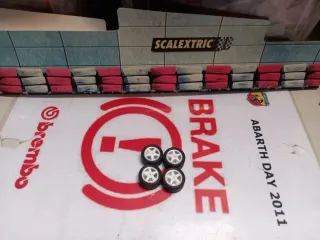 SCALEXTRIC
brembo
BRAKE
ABARTH DAY 2011